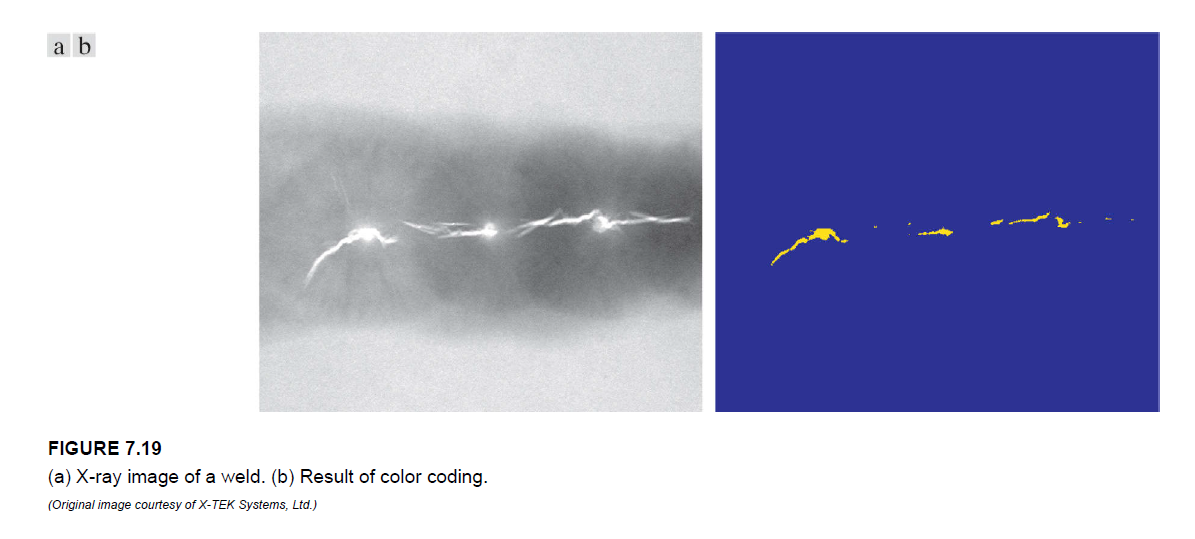 a b
FIGURE 7.19
(a) X-ray image of a weld. (b) Result of color coding.
(Original image courtesy of X-TEK Systems, Ltd.)